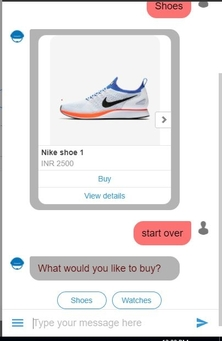 Shoes
Nike shoe 1
INR 2500
Buy
View details
start over
What would you like to buy?
Shoes
Watches
Type your message here